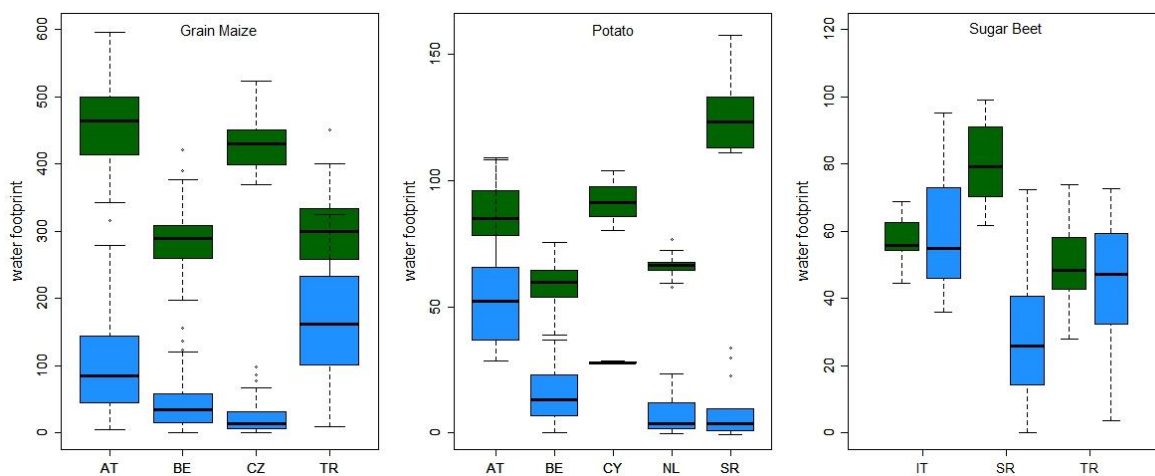 Grain Maize
water footprint
600
500
400
300
200
100
0
AT BE CZ TR
Potato
water footprint
150
100
50
0
AT BE CY NL SR
Sugar Beet
water footprint
120
100
80
60
40
20
0
IT SR TR